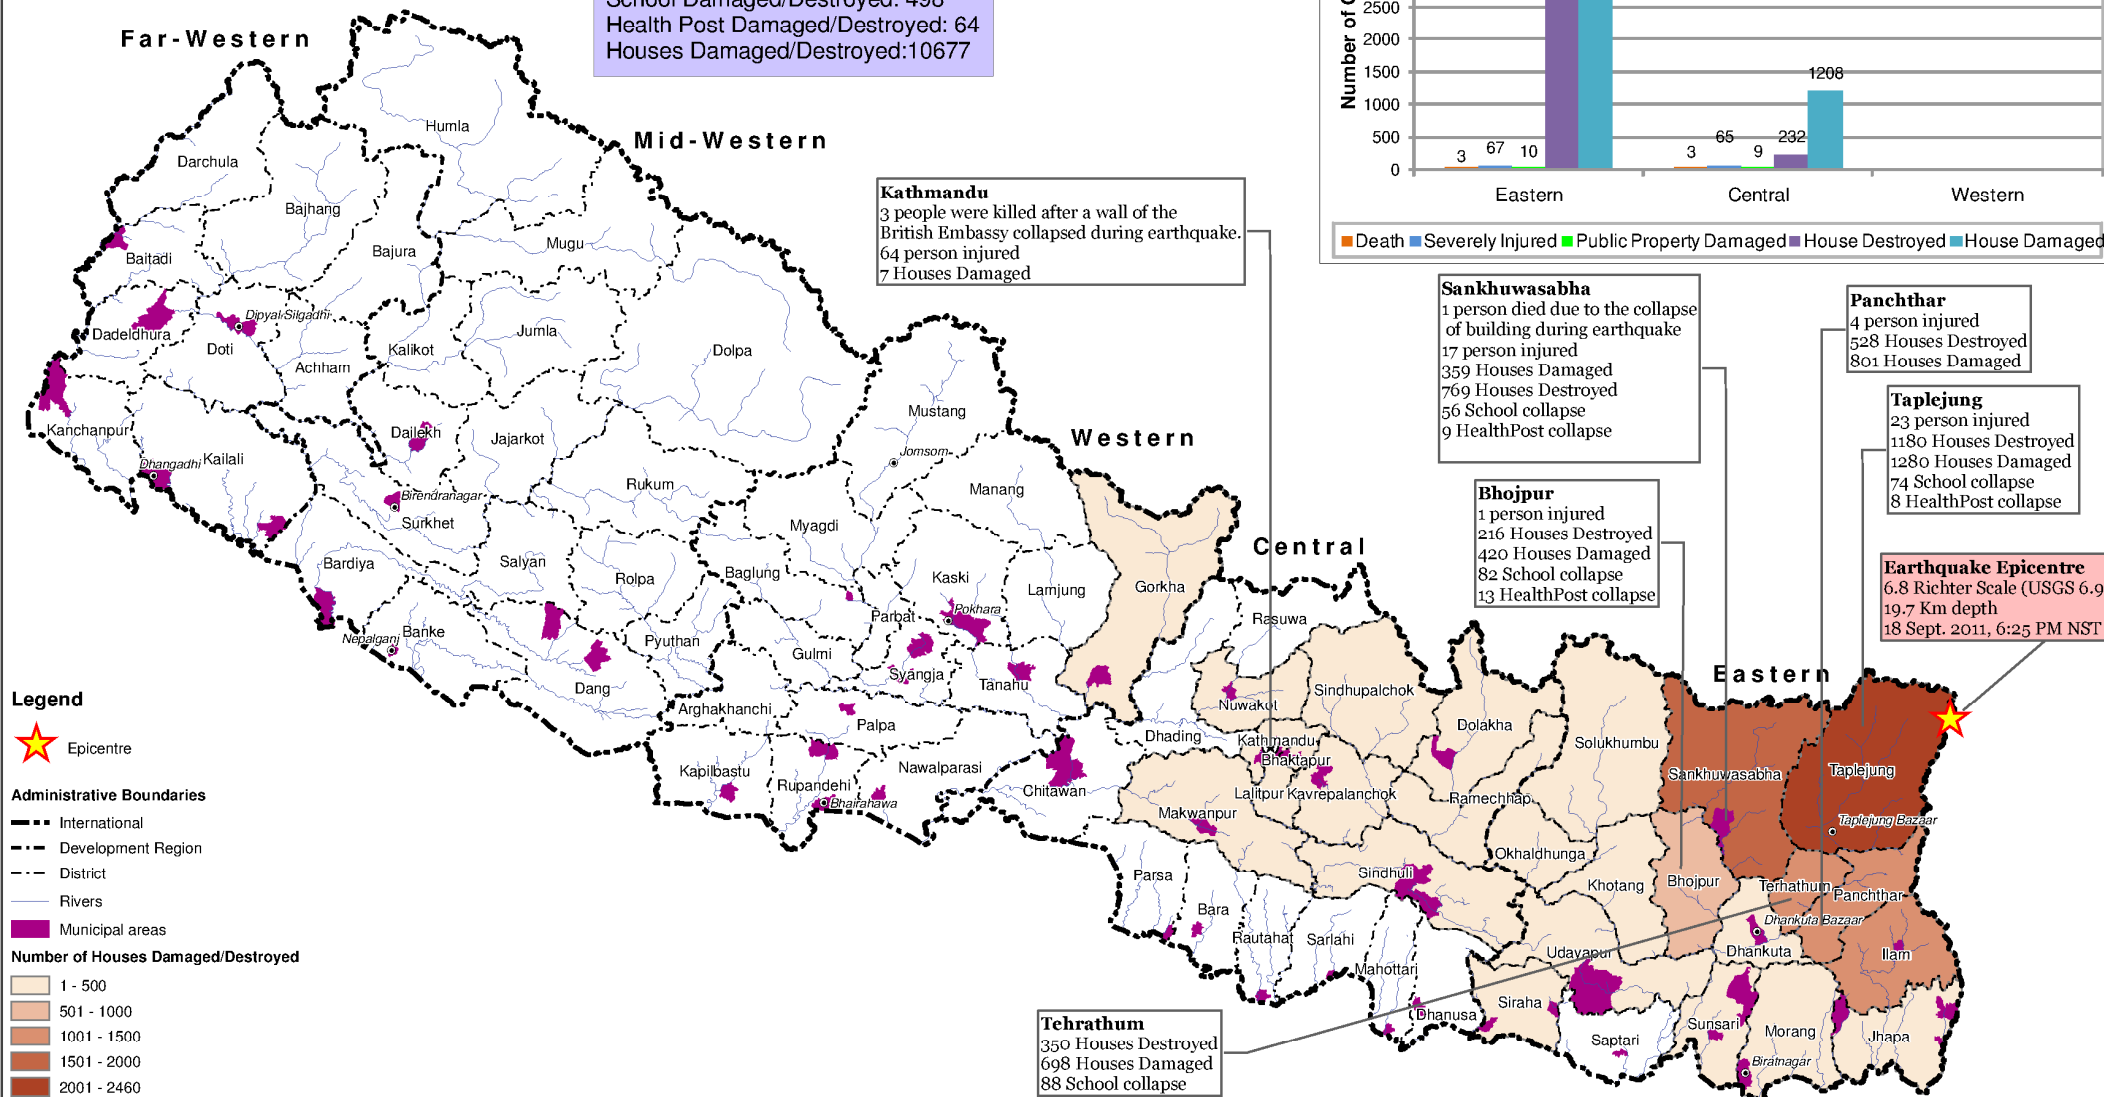 School Damaged/Destroyed: 498
Health Post Damaged/Destroyed: 64
Houses Damaged/Destroyed:10677
Number of
2500
2000
1500
1000
500
0
3
67
10
3
65
9
232
1208
Eastern
Central
Western
Death
Severely Injured
Public Property Damaged
House Destroyed
House Damaged
Far-Western
Mid-Western
Western
Central
Eastern
Kathmandu
3 people were killed after a wall of the
British Embassy collapsed during earthquake.
64 person injured
7 Houses Damaged
Sankhuwasabha
1 person died due to the collapse
of building during earthquake
17 person injured
359 Houses Damaged
769 Houses Destroyed
56 School collapse
9 HealthPost collapse
Panchthar
4 person injured
528 Houses Destroyed
801 Houses Damaged
Taplejung
23 person injured
1180 Houses Destroyed
1280 Houses Damaged
74 School collapse
8 HealthPost collapse
Bhojpur
1 person injured
216 Houses Destroyed
420 Houses Damaged
82 School collapse
13 HealthPost collapse
Earthquake Epicentre
6.8 Richter Scale (USGS 6.9
19.7 Km depth
18 Sept. 2011, 6:25 PM NST
Tehrathum
350 Houses Destroyed
698 Houses Damaged
88 School collapse
Humla
Darchula
Bajhang
Bajura
Mugu
Baitadi
Dipyal Silgadhi
Dadeldhura
Doti
Achham
Kalikot
Jumla
Dolpa
Kanchanpur
Dailekh
Jajarkot
Mustang
Dhangadhi
Kailali
Jomsom
Birendranagar
Surkhet
Rukum
Manang
Myagdi
Bardiya
Salyan
Rolpa
Baglung
Kaski
Lamjung
Gorkha
Parbat
Pokhara
Rasuwa
Nepalganj
Banke
Pyuthan
Gulmi
Syangja
Tanahu
Dang
Arghakhanchi
Palpa
Nuwakot
Sindhupalchok
Dolakha
Solukhumbu
Dhading
Kathmandu
Bhaktapur
Kapilbastu
Rupandehi
Nawalparasi
Bhairahawa
Chitawan
Lalitpur
Kavrepalanchok
Ramechhap
Sankhuwasabha
Taplejung
Taplejung Bazaar
Makwanpur
Okhaldhunga
Parsa
Sindhuli
Khotang
Bhojpur
Terhathum
Panchthar
Bara
Dhankuta Bazaar
Rautahat
Sarlahi
Udayapur
Dhankuta
Ilam
Mahottari
Siraha
Dhanusa
Saptari
Sunsari
Morang
Jhapa
Biratnagar
Legend
Epicentre
Administrative Boundaries
International
Development Region
District
Rivers
Municipal areas
Number of Houses Damaged/Destroyed
1 - 500
501 - 1000
1001 - 1500
1501 - 2000
2001 - 2460